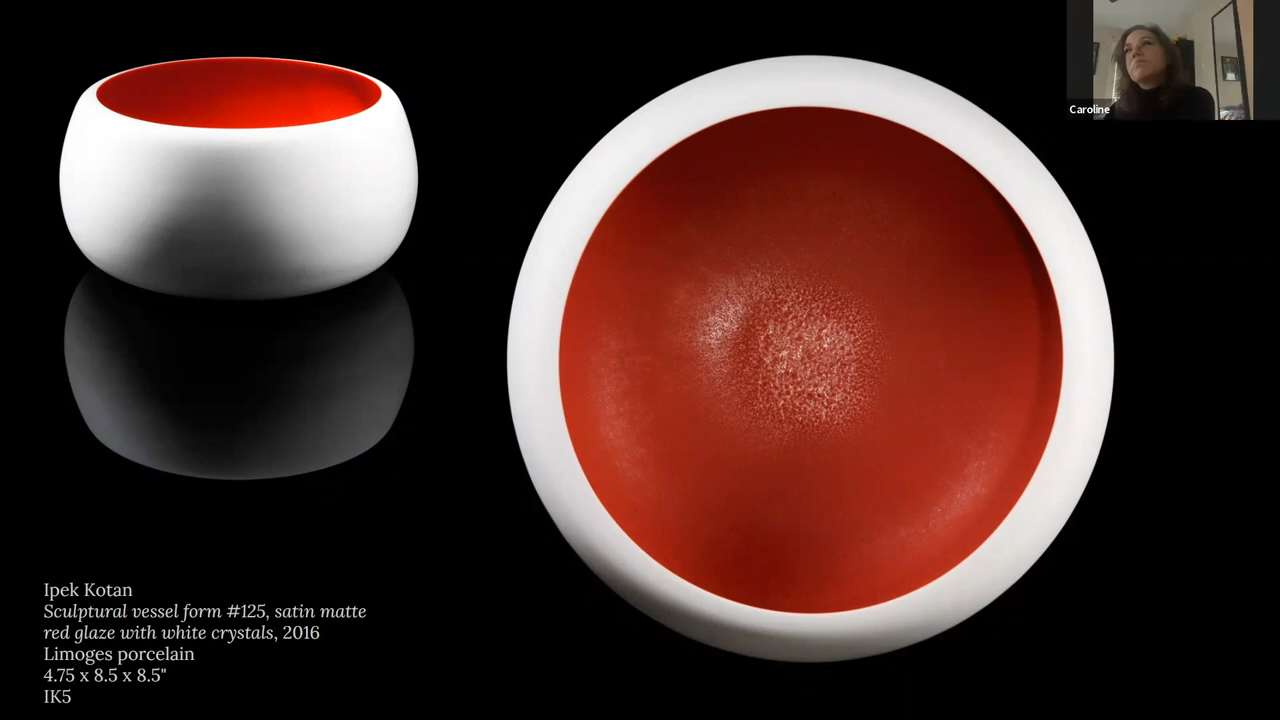 Caroline
Ipek Kotan
Sculptural vessel form #125, satin matte
red glaze with white crystals, 2016
Limoges porcelain
4.75 x 8.5 x 8.5"
IK5